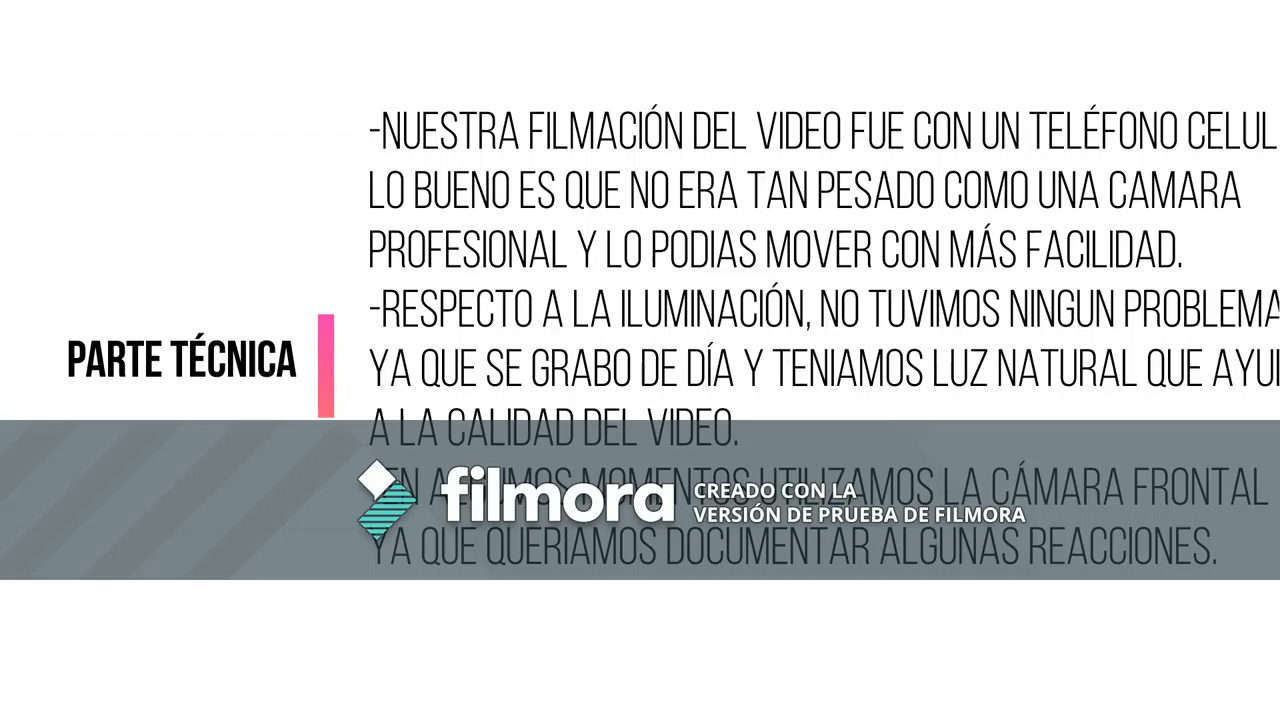 -NUESTRA FILMACIÓN DEL VIDEO FUE CON UN TELÉFONO CELUL
LO BUENO ES QUE NO ERA TAN PESADO COMO UNA CAMARA
PROFESIONAL Y LO PODIAS MOVER CON MÁS FACILIDAD.
-RESPECTO A LA ILUMINACIÓN, NO TUVIMOS NINGUN PROBLEMA
PARTE TÉCNICA
YA QUE SE GRABO DE DÍA Y TENIAMOS LUZ NATURAL QUE AYU
A LA CALIDAD DEL VIDEO.
MOMENTOS UTILIZAMOS LA CÁMARA FRONTAL
filmora
CREADO CON LA
VERSIÓN DE PRUEBA DE FILMORA
YA QUE QUERIAMOS DOCUMENTAR ALGUNAS REACCIONES.